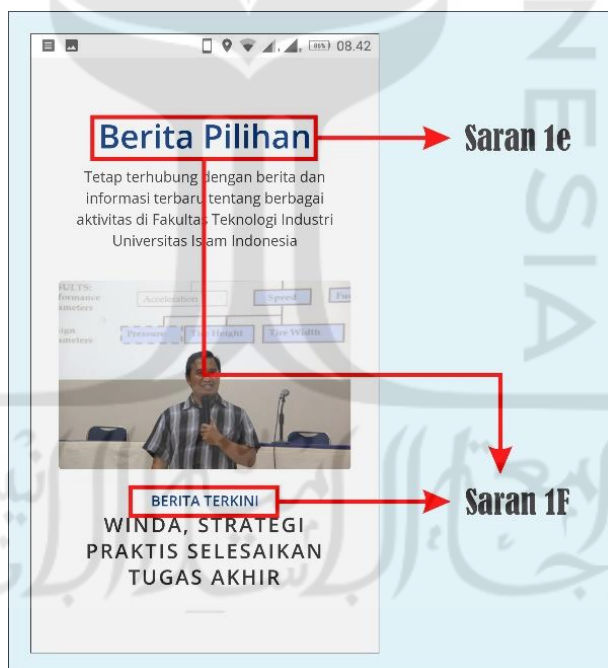 08.42
Berita Pilihan
Saran 1e
Tetap terhubung dengan berita dan
informasi terbaru tentang berbagai
aktivitas di Fakultas Teknologi Industri
Universitas Islam Indonesia
Acceleration
Speed
Pressure
Tire Height
Tire Width
BERITA TERKINI
Saran 1F
WINDA, STRATEGI
PRAKTIS SELESAIKAN
TUGAS AKHIR
NESIA